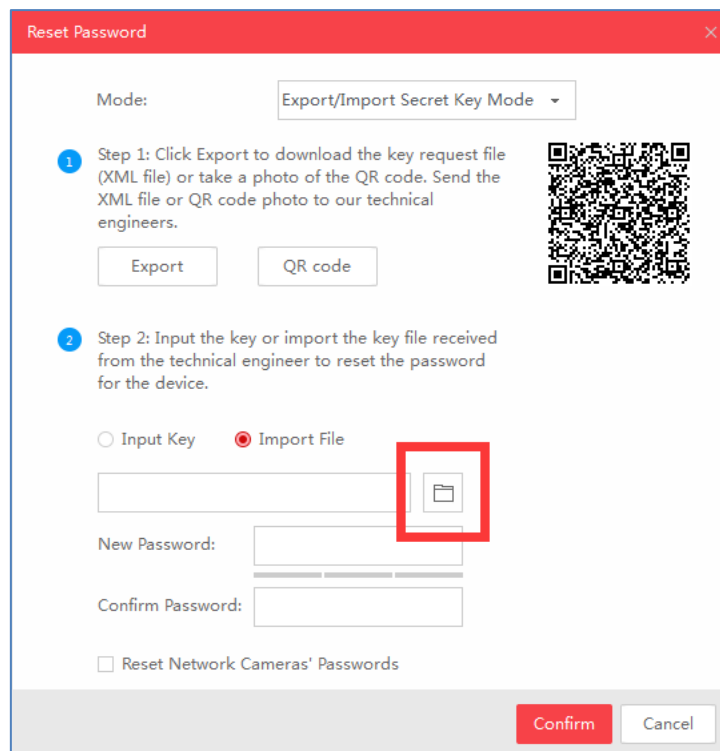 Reset Password
Mode:
Export/Import Secret Key Mode
1
Step 1: Click Export to download the key request file
(XML file) or take a photo of the QR code. Send the
XML file or QR code photo to our technical
engineers.
Export
QR code
2
Step 2: Input the key or import the key file received
from the technical engineer to reset the password
for the device.
Input Key
Import File
New Password:
Confirm Password:
Reset Network Cameras' Passwords
Confirm
Cancel